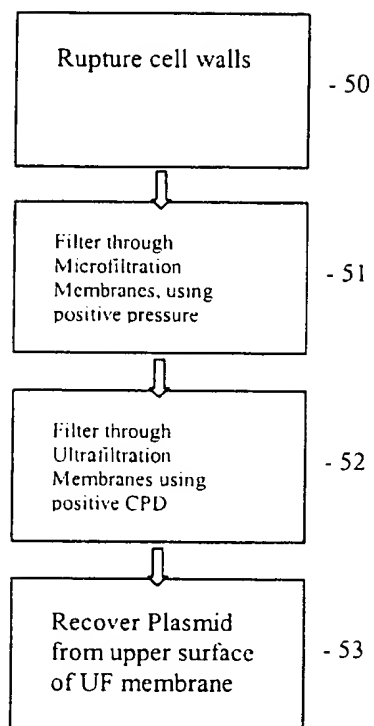 Rupture cell walls
- 50
Filter through
Microfiltration
Membranes, using
positive pressure
- 51
Filter through
Ultrafiltration
Membranes using
positive CPD
- 52
Recover Plasmid
from upper surface
of UF membrane
- 53